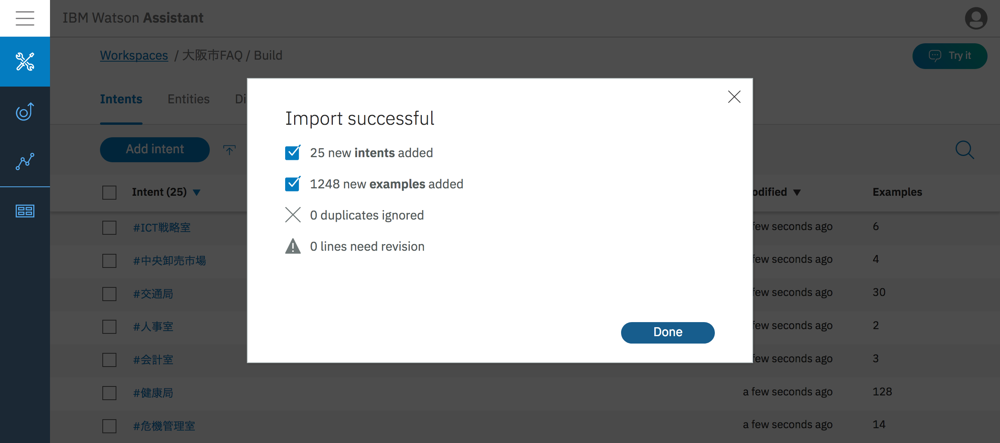 IBM Watson Assistant
Workspaces / 大阪市FAQ / Build
Try it
Intents Entities
Import successful
25 new intents added
1248 new examples added
0 duplicates ignored
0 lines need revision
Done
Add intent
Intent (25) ▼ Examples
#ICT戦略室 few seconds ago 6
#中央卸売市場 few seconds ago 4
#交通局 few seconds ago 30
#人事室 few seconds ago 2
#会計室 few seconds ago 3
#健康局 a few seconds ago 128
#危機管理室 a few seconds ago 14